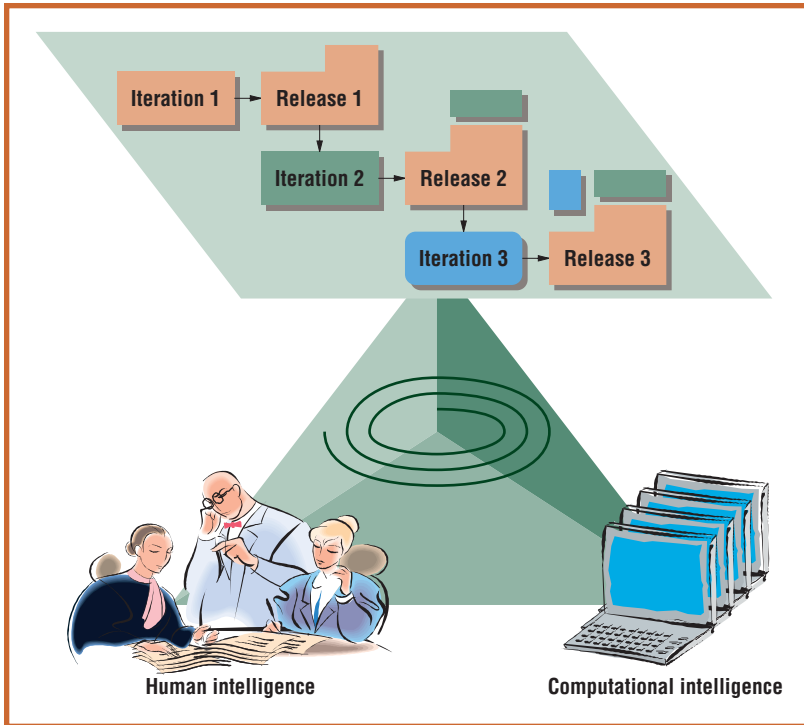 Iteration 1
Release 1
Iteration 2
Release 2
Iteration 3
Release 3
Human intelligence
Computational intelligence